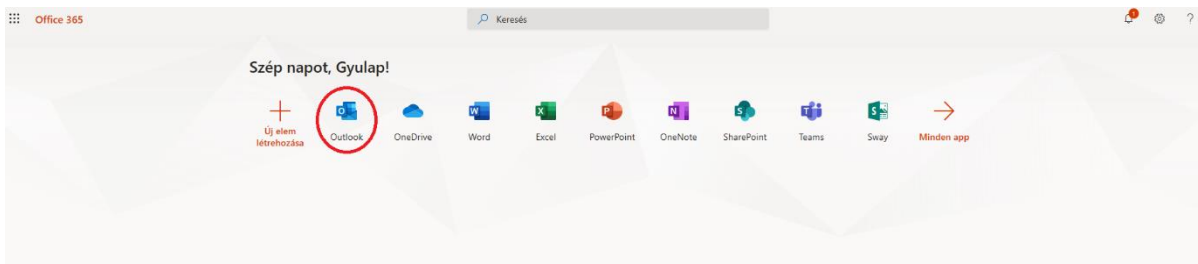 Office 365
Keresés
1
?
Szép napot, Gyulap!
Új elem
létrehozása
Outlook
OneDrive
Word
Excel
PowerPoint
OneNote
SharePoint
Teams
Sway
Minden app